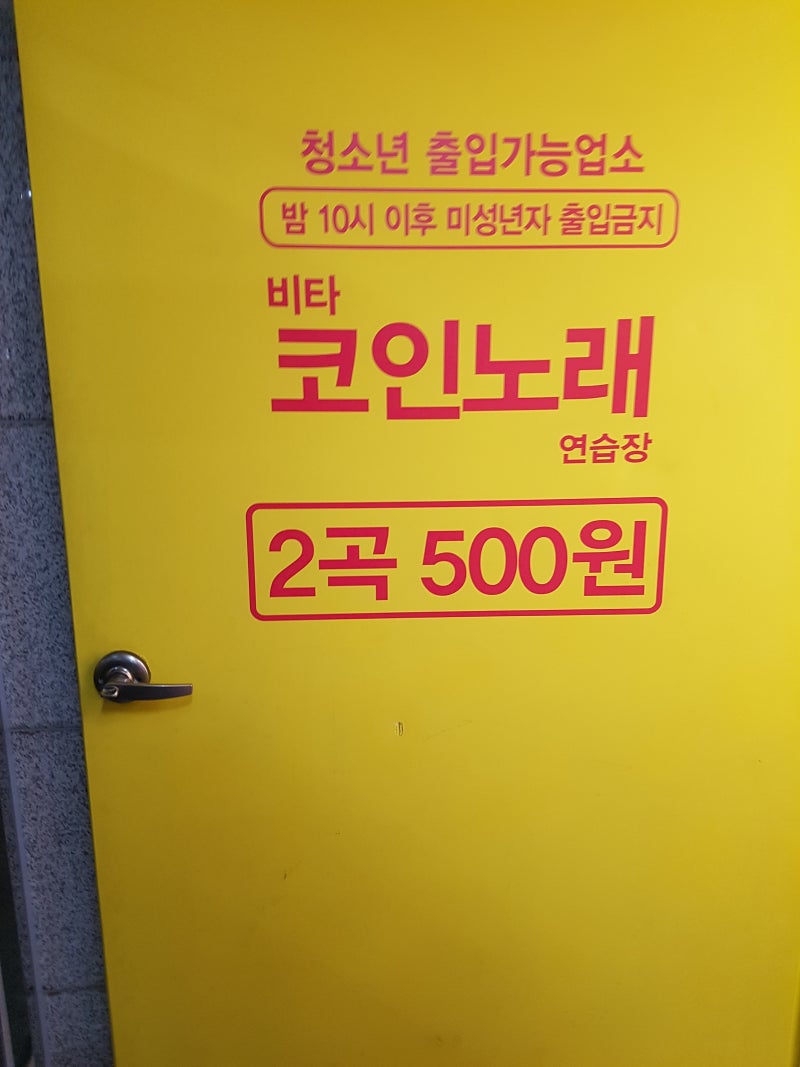 청소년 출입가능업소
밤 10시 이후 미성년자 출입금지
비타
코인노래
연습장
2곡 500원